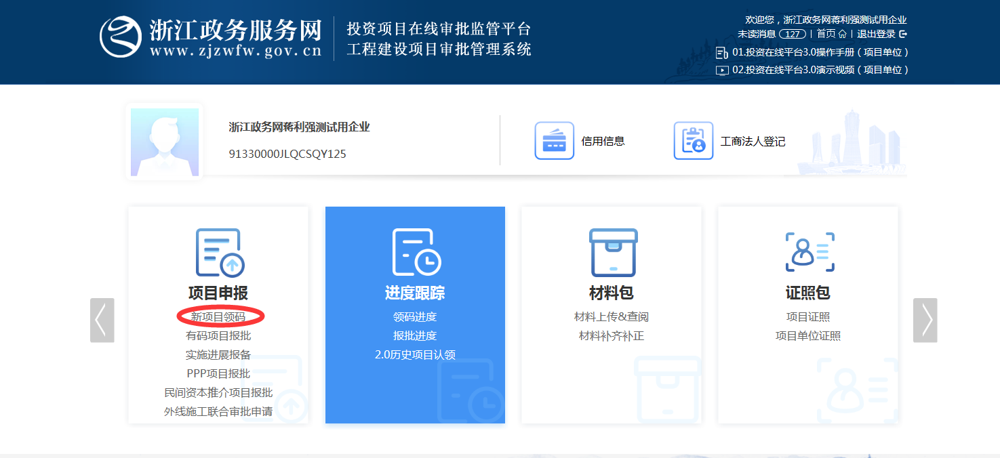 浙江政务服务网
www.zjzwfw.gov.cn
投资项目在线审批监管平台
工程建设项目审批管理系统
欢迎您，浙江政务网蒋利强测试用企业
未读消息 127 | 首页 | 退出登录
01.投资在线平台3.0操作手册（项目单位）
02.投资在线平台3.0演示视频（项目单位）
浙江政务网蒋利强测试用企业
91330000JLQCSQY125
信用信息
工商法人登记
项目申报
新项目领码
有码项目报批
实施进展报备
PPP项目报批
民间资本推介项目报批
外线施工联合审批申请
进度跟踪
领码进度
报批进度
2.0历史项目认领
材料包
材料上传&查阅
材料补齐补正
证照包
项目证照
项目单位证照